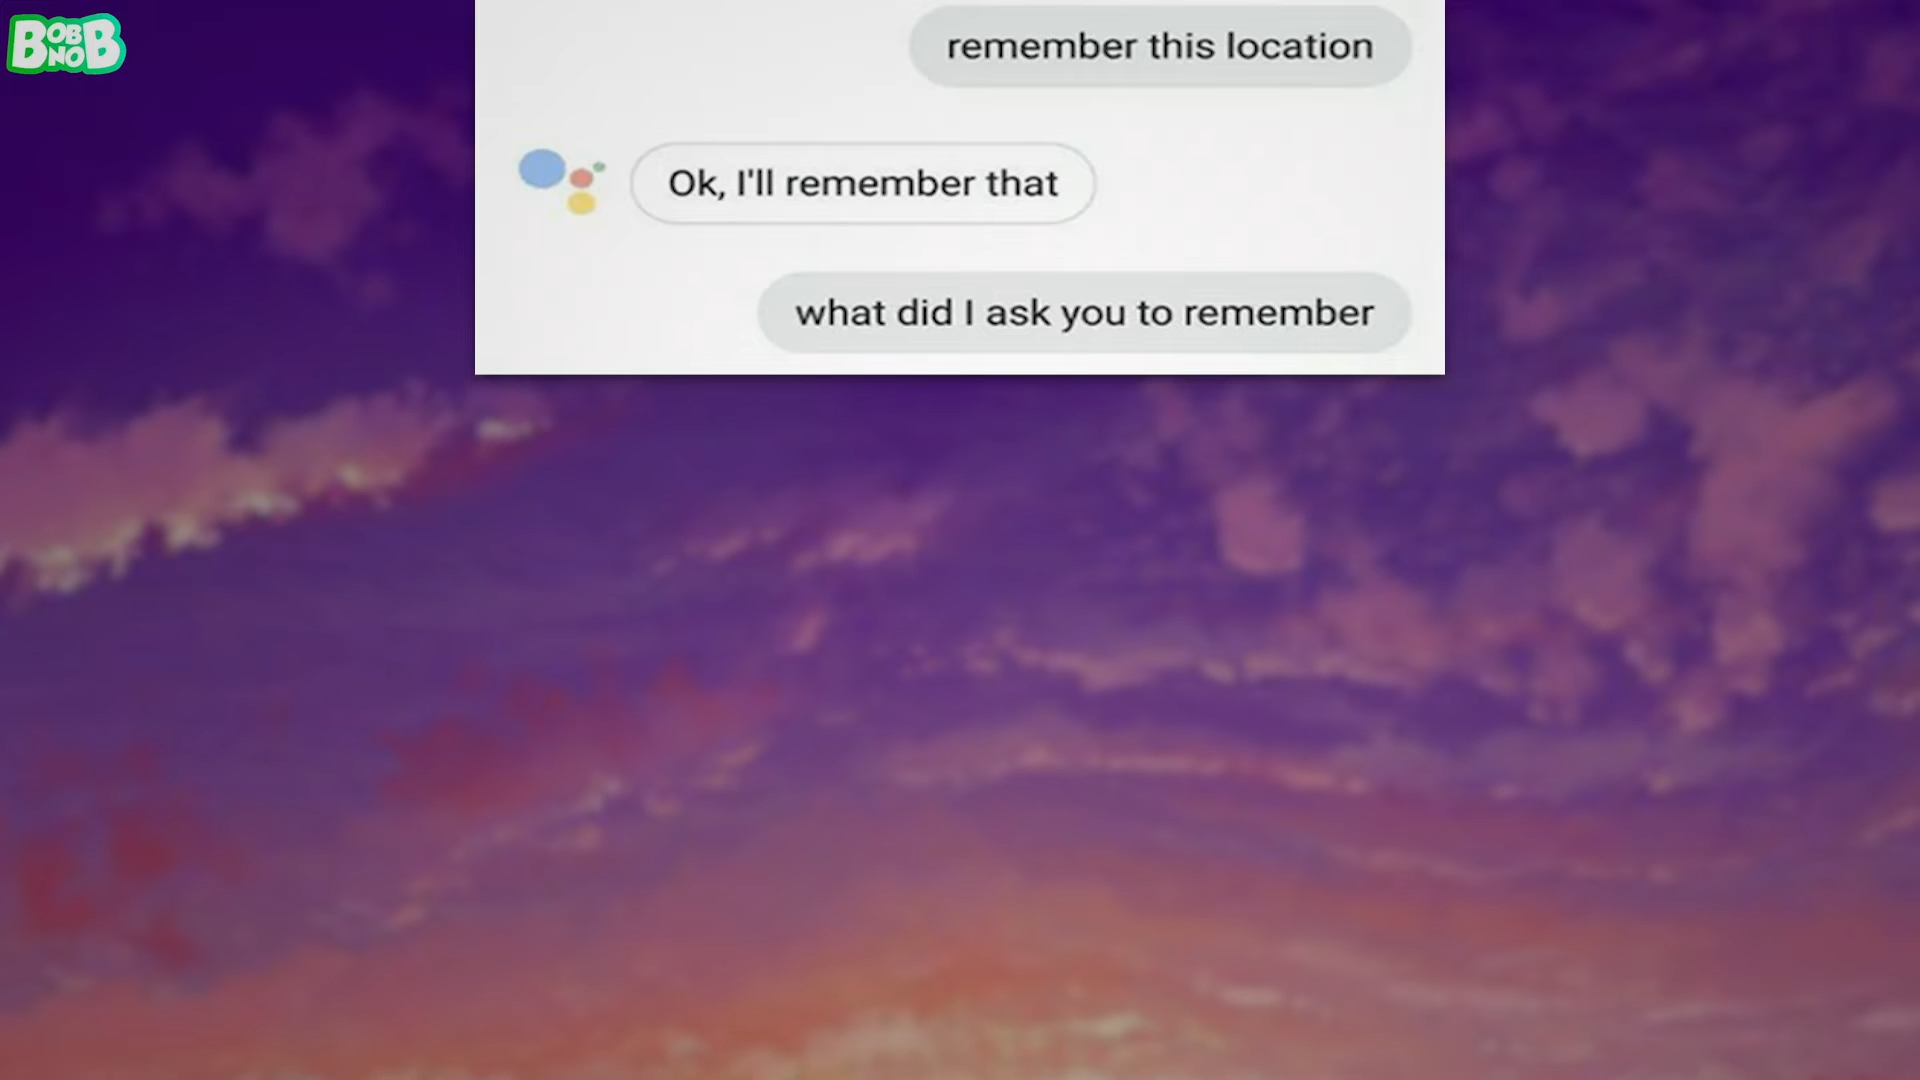 BOB
NO
B B
remember this location
Ok, I'll remember that
what did I ask you to remember